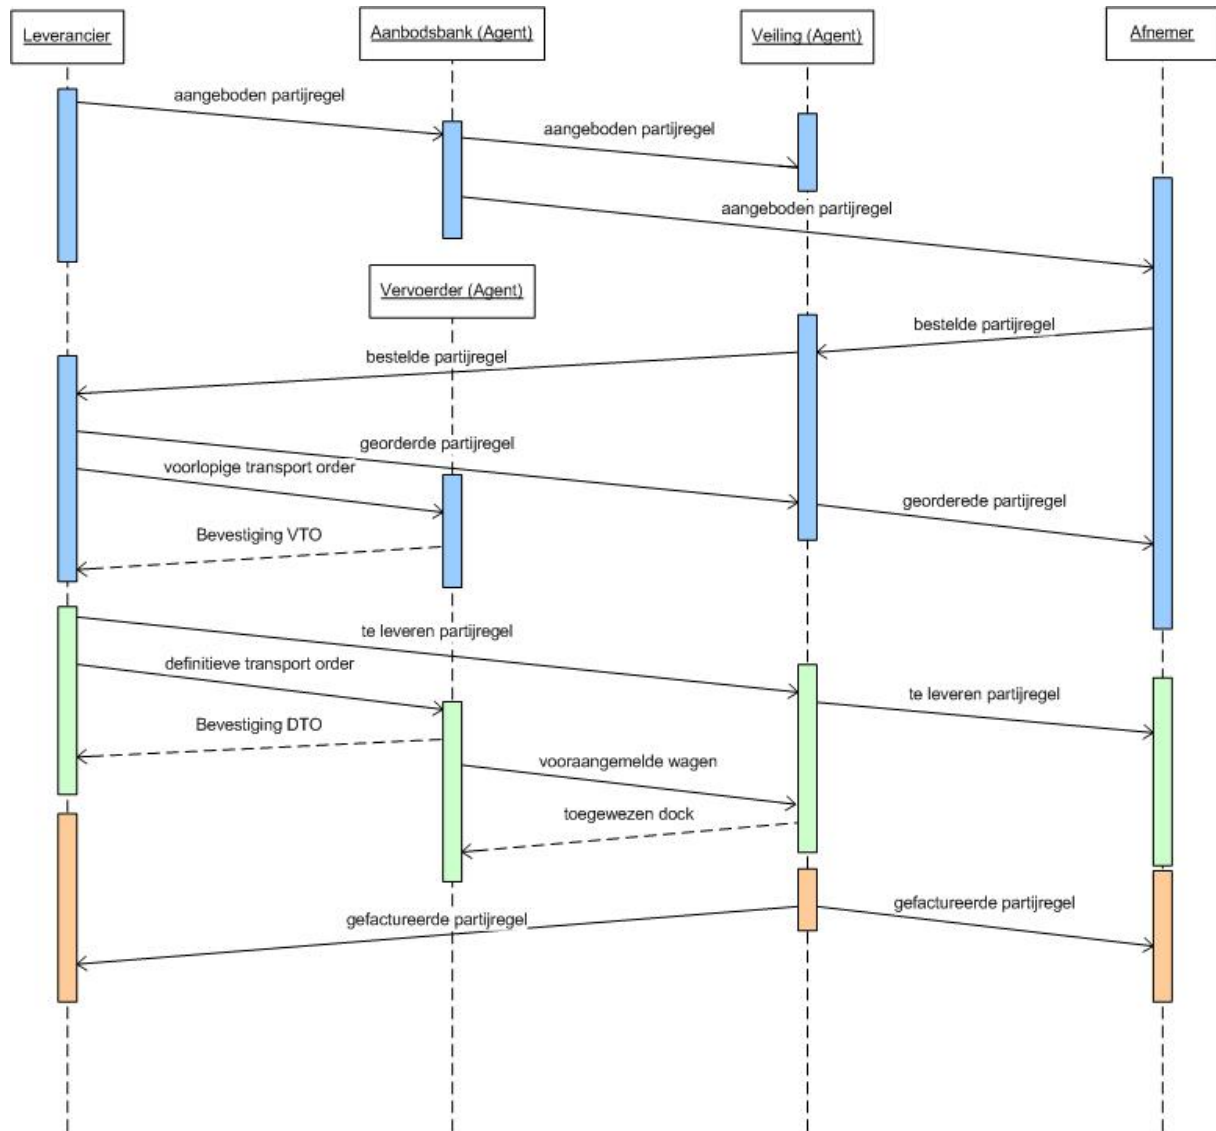 Leverancier
Aanbodsbank (Agent)
Veiling (Agent)
Afnemer
aangeboden partijregel
aangeboden partijregel
aangeboden partijregel
Vervoerder (Agent)
bestelde partijregel
bestelde partijregel
georderde partijregel
voorlopige transport order
georderede partijregel
Bevestiging VTO
te leveren partijregel
definitieve transport order
te leveren partijregel
Bevestiging DTO
vooraangemelde wagen
toegewezen dock
gefactureerde partijregel
gefactureerde partijregel